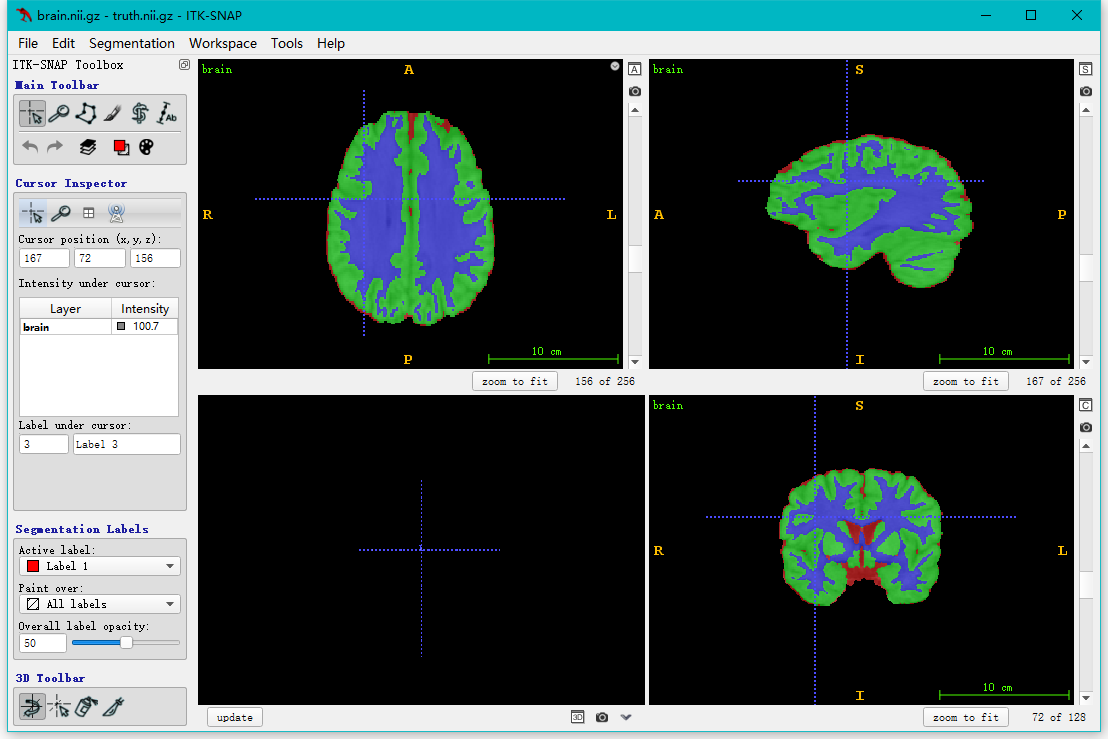 brain.nii.gz - truth.nii.gz - ITK-SNAP
File Edit Segmentation Workspace Tools Help
ITK-SNAP Toolbox
Main Toolbar
Ab
Cursor Inspector
Cursor position (x,y,z):
167 72 156
Intensity under cursor:
Layer Intensity
brain 100.7
Label under cursor:
3 Label 3
Segmentation Labels
Active label:
Label 1
Paint over:
All labels
Overall label opacity:
50
3D Toolbar
brain
A
R
L
P
10 cm
A
zoom to fit 156 of 256
brain
S
A
P
I
10 cm
S
zoom to fit 167 of 256
update
3D
brain
S
R
L
I
10 cm
C
zoom to fit 72 of 128